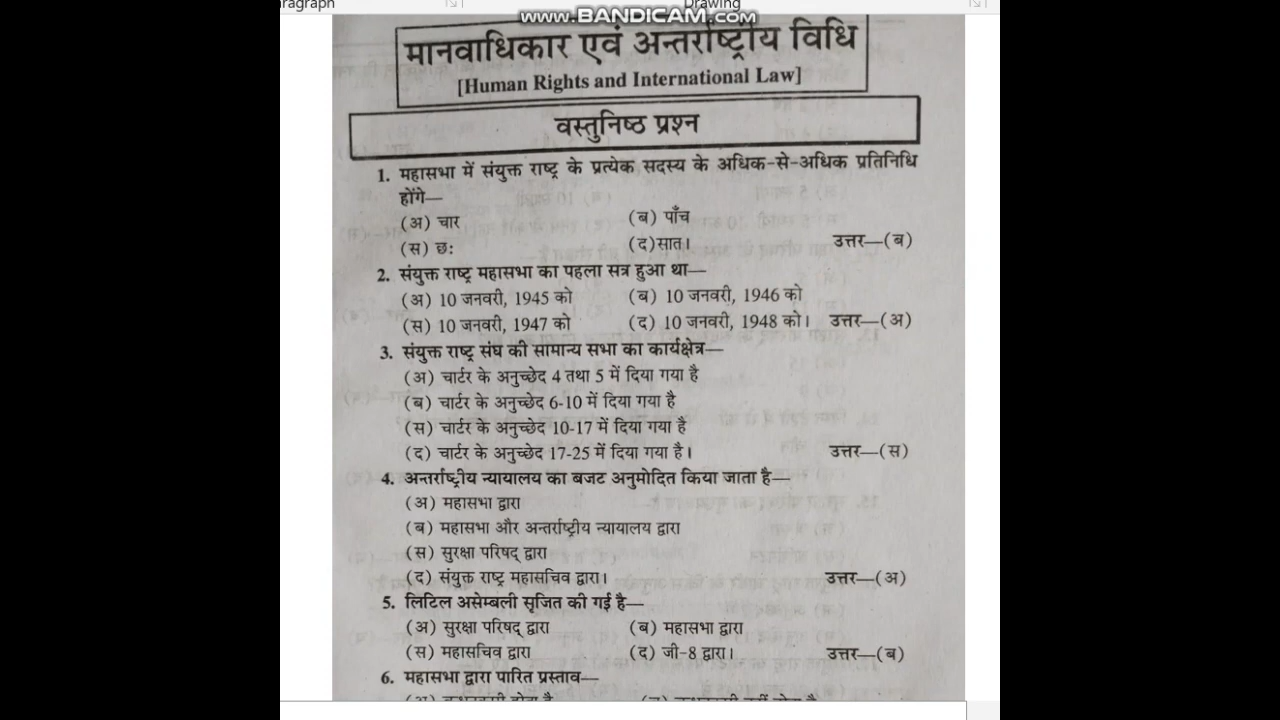 aragraph
Drawing
www.BANDICAM.com
मानवाधिकार एवं अन्तर्राष्ट्रीय विधि
[Human Rights and International Law]
वस्तुनिष्ठ प्रश्न
1. महासभा में संयुक्त राष्ट्र के प्रत्येक सदस्य के अधिक-से-अधिक प्रतिनिधि
होंगे—
(अ) चार (ब) पाँच
(स) छः (द)सात। उत्तर—(ब)
2. संयुक्त राष्ट्र महासभा का पहला सत्र हुआ था—
(अ) 10 जनवरी, 1945 को (ब) 10 जनवरी, 1946 को
(स) 10 जनवरी, 1947 को (द) 10 जनवरी, 1948 को। उत्तर—(अ)
3. संयुक्त राष्ट्र संघ की सामान्य सभा का कार्यक्षेत्र—
(अ) चार्टर के अनुच्छेद 4 तथा 5 में दिया गया है
(ब) चार्टर के अनुच्छेद 6-10 में दिया गया है
(स) चार्टर के अनुच्छेद 10-17 में दिया गया है
(द) चार्टर के अनुच्छेद 17-25 में दिया गया है। उत्तर—(स)
4. अन्तर्राष्ट्रीय न्यायालय का बजट अनुमोदित किया जाता है—
(अ) महासभा द्वारा
(ब) महासभा और अन्तर्राष्ट्रीय न्यायालय द्वारा
(स) सुरक्षा परिषद् द्वारा
(द) संयुक्त राष्ट्र महासचिव द्वारा। उत्तर—(अ)
5. लिटिल असेम्बली सृजित की गई है—
(अ) सुरक्षा परिषद् द्वारा (ब) महासभा द्वारा
(स) महासचिव द्वारा (द) जी-8 द्वारा। उत्तर—(ब)
6. महासभा द्वारा पारित प्रस्ताव—